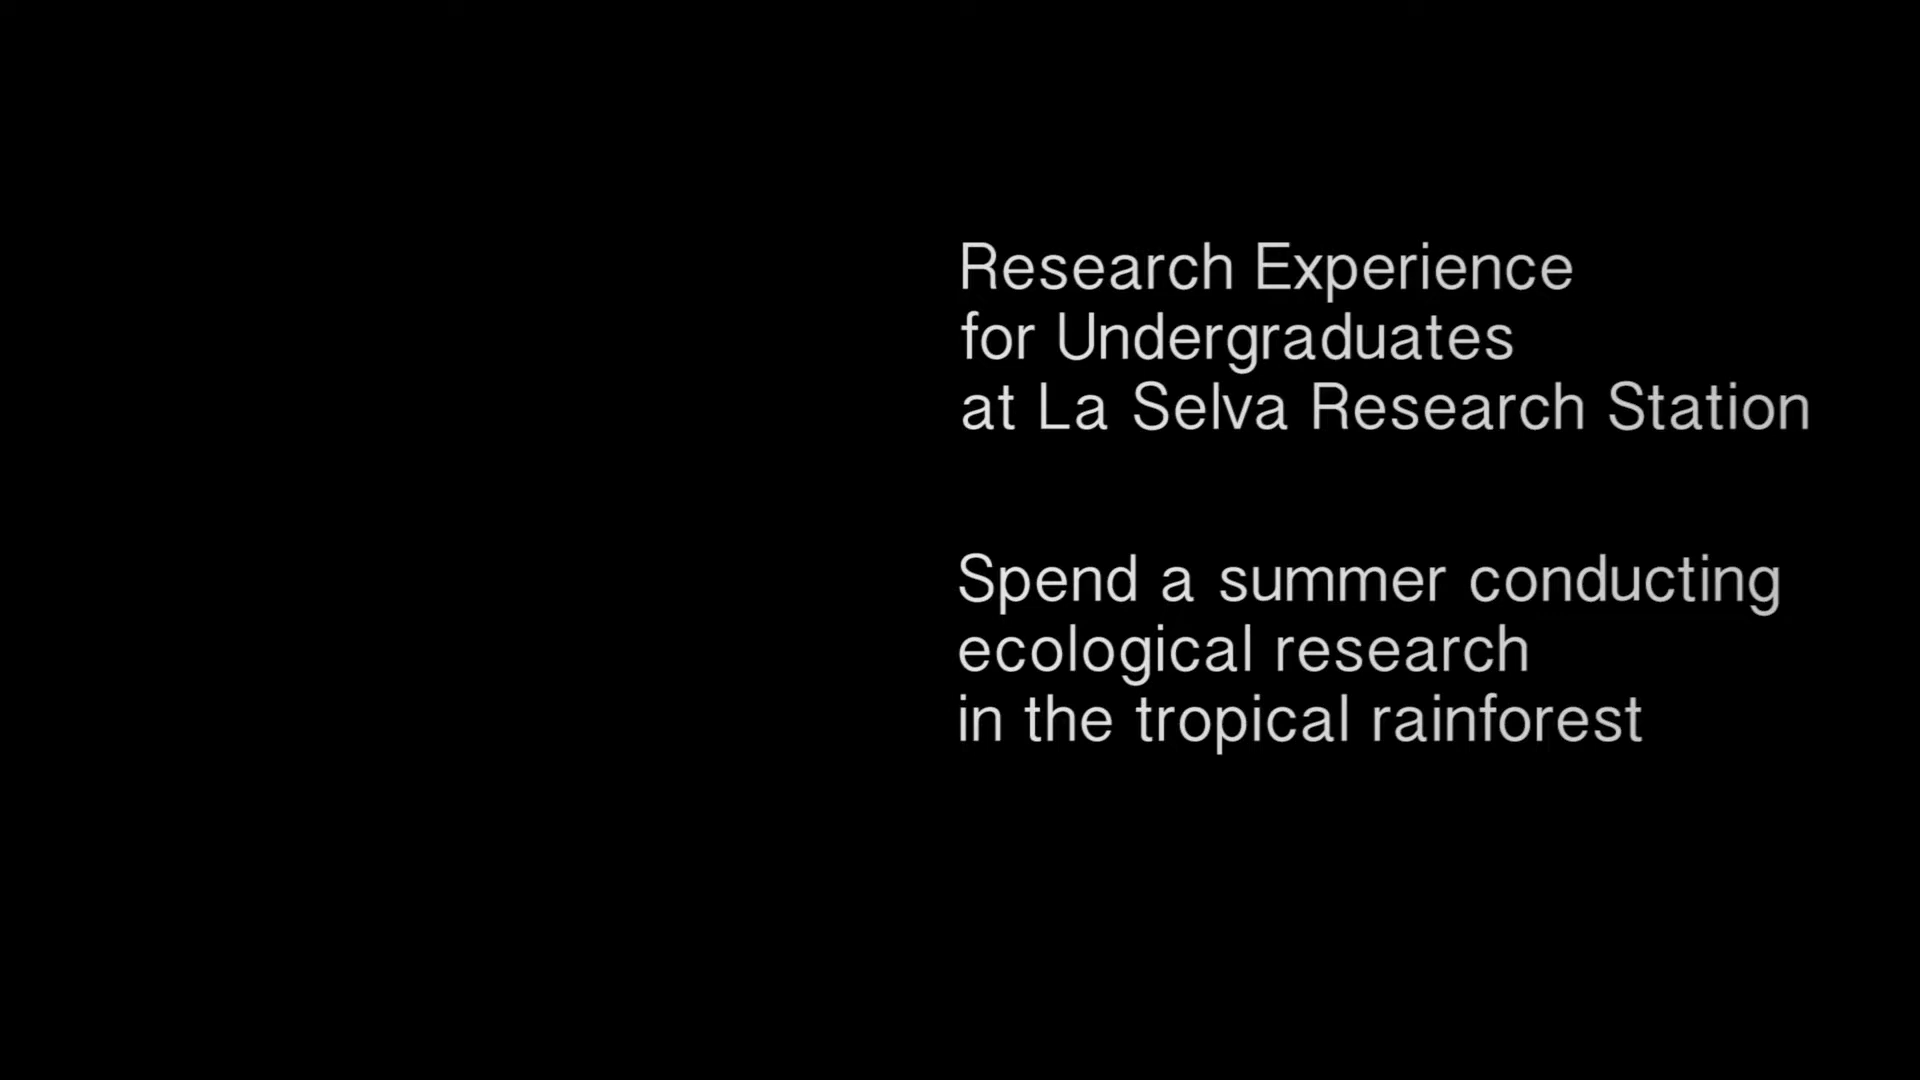 Research Experience
for Undergraduates
at La Selva Research Station
Spend a summer conducting
ecological research
in the tropical rainforest